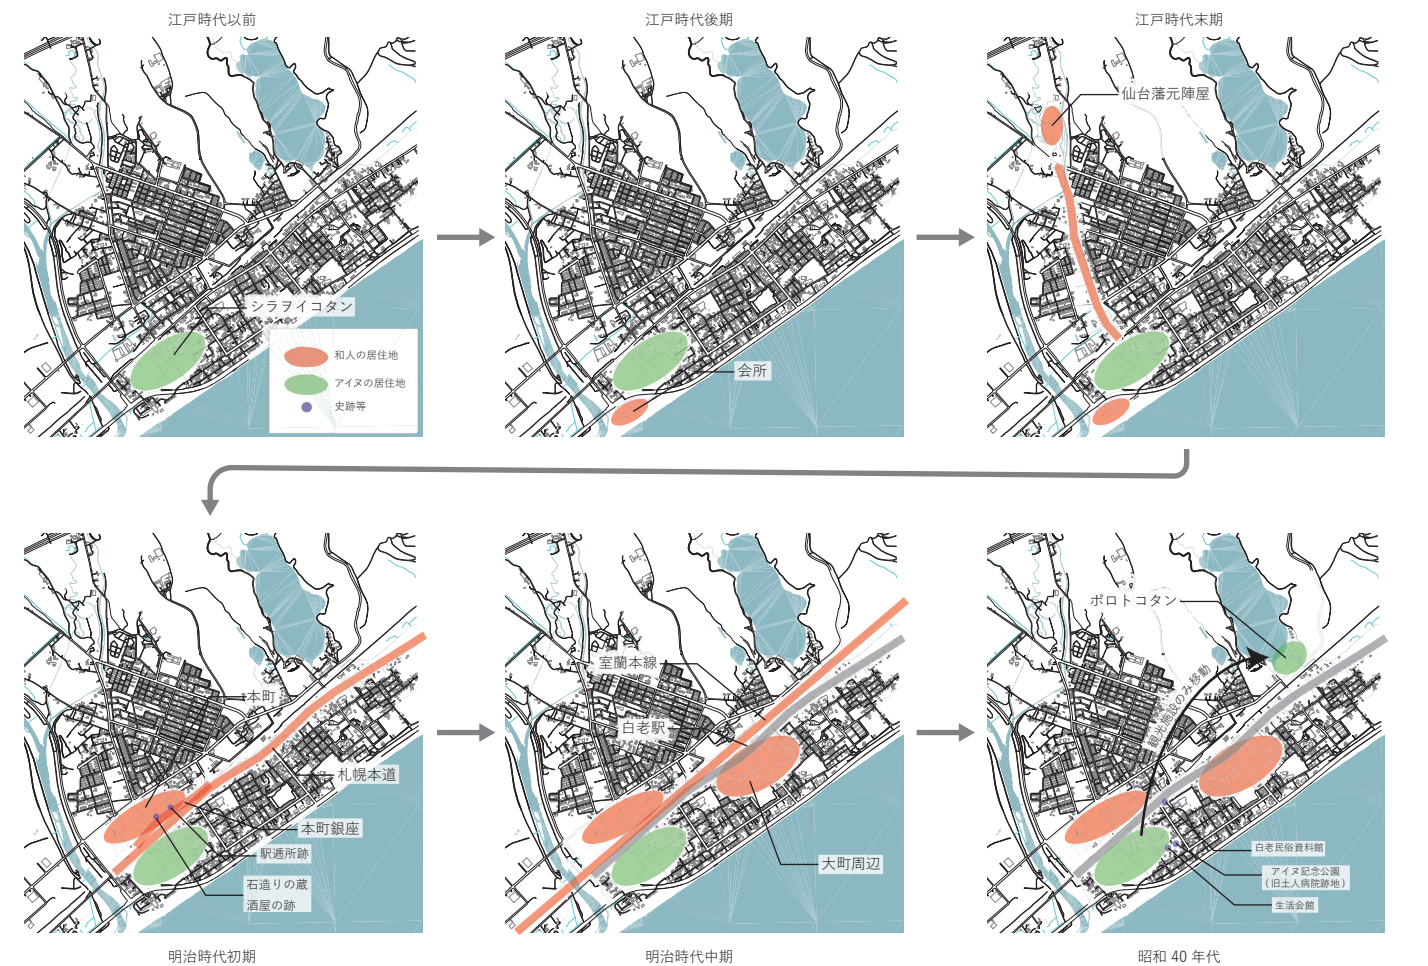 江戸時代以前
江戸時代後期
江戸時代末期
シラヲイコタン
和人の居住地
アイヌの居住地
史跡等
会所
仙台藩元陣屋
本町
札幌本道
本町銀座
駅逓所跡
石造りの蔵
酒屋の跡
室蘭本線
白老駅
大町周辺
ポロトコタン
観光施設のみ移動
白老民俗資料館
アイヌ記念公園
（旧土人病院跡地）
生活会館
明治時代初期
明治時代中期
昭和 40 年代